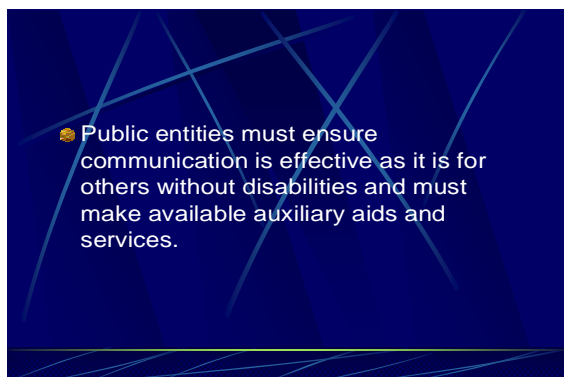 Public entities must ensure
communication is effective as it is for
others without disabilities and must
make available auxiliary aids and
services.